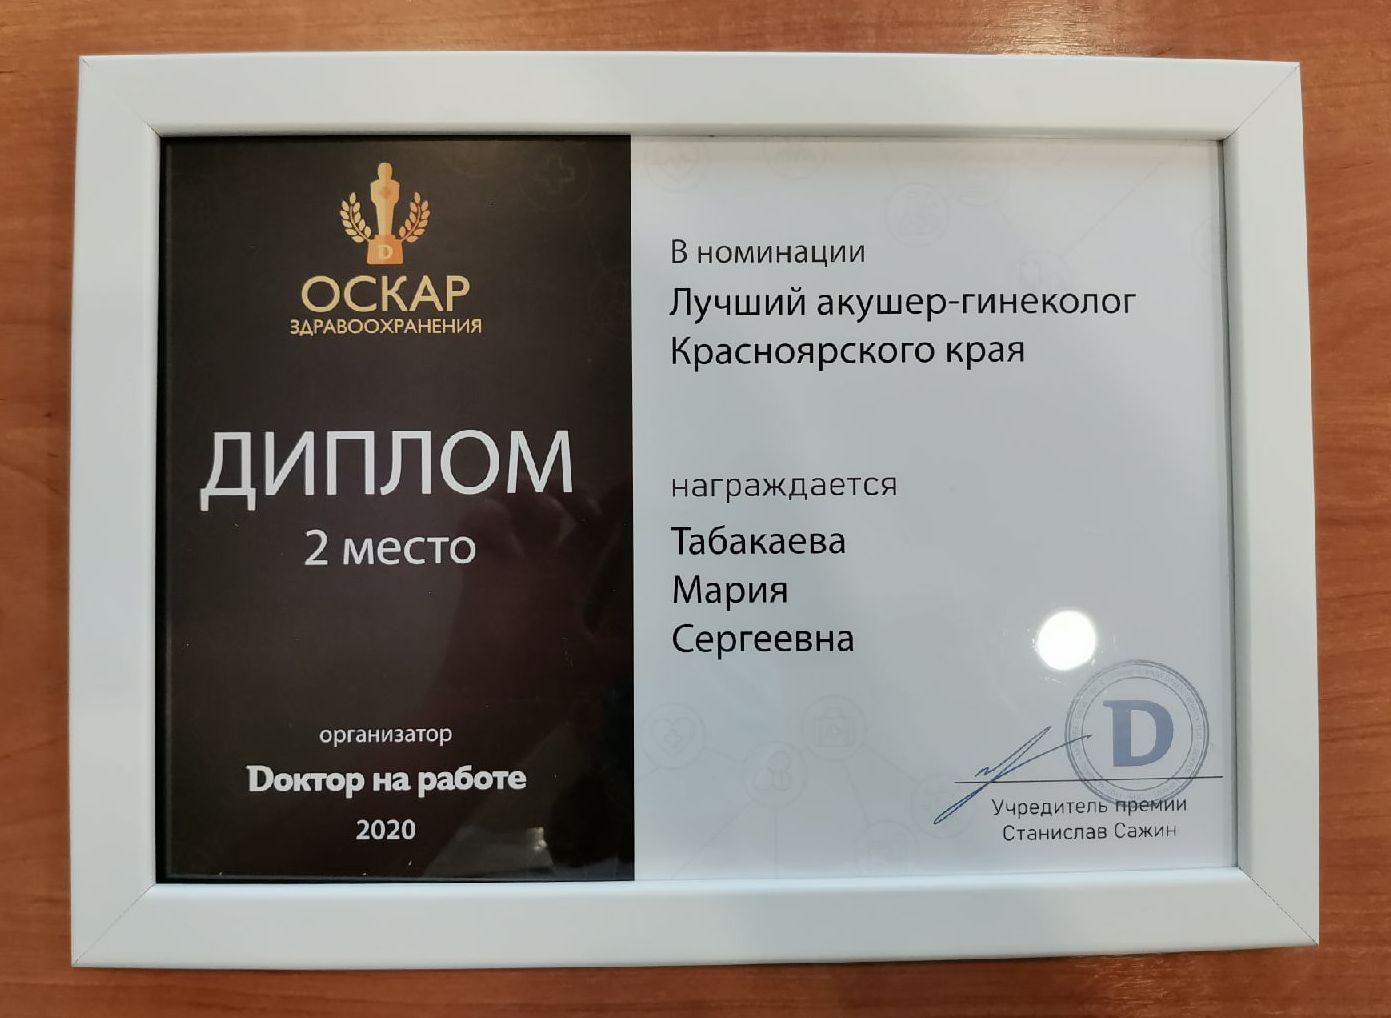 ОСКАР
ЗДРАВООХРАНЕНИЯ
ДИПЛОМ
2 место
организатор
Dоктор на работе
2020
В номинации
Лучший акушер-гинеколог
Красноярского края
награждается
Табакаева
Мария
Сергеевна
D
Учредитель премии
Станислав Сажин